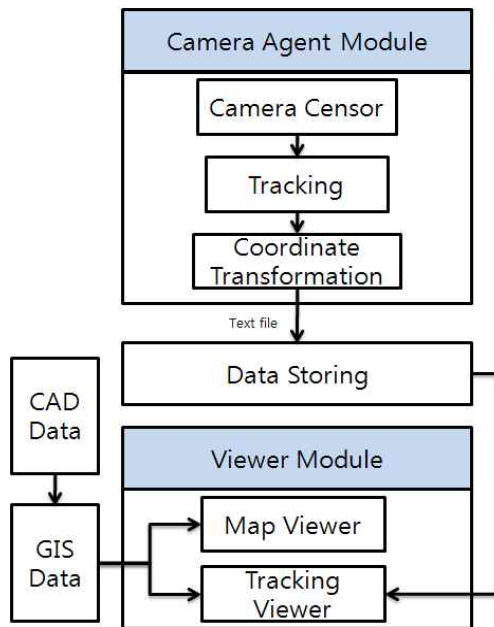 Camera Agent Module
Camera Censor
Tracking
Coordinate
Transformation
Text file
Data Storing
CAD
Data
GIS
Data
Viewer Module
Map Viewer
Tracking
Viewer